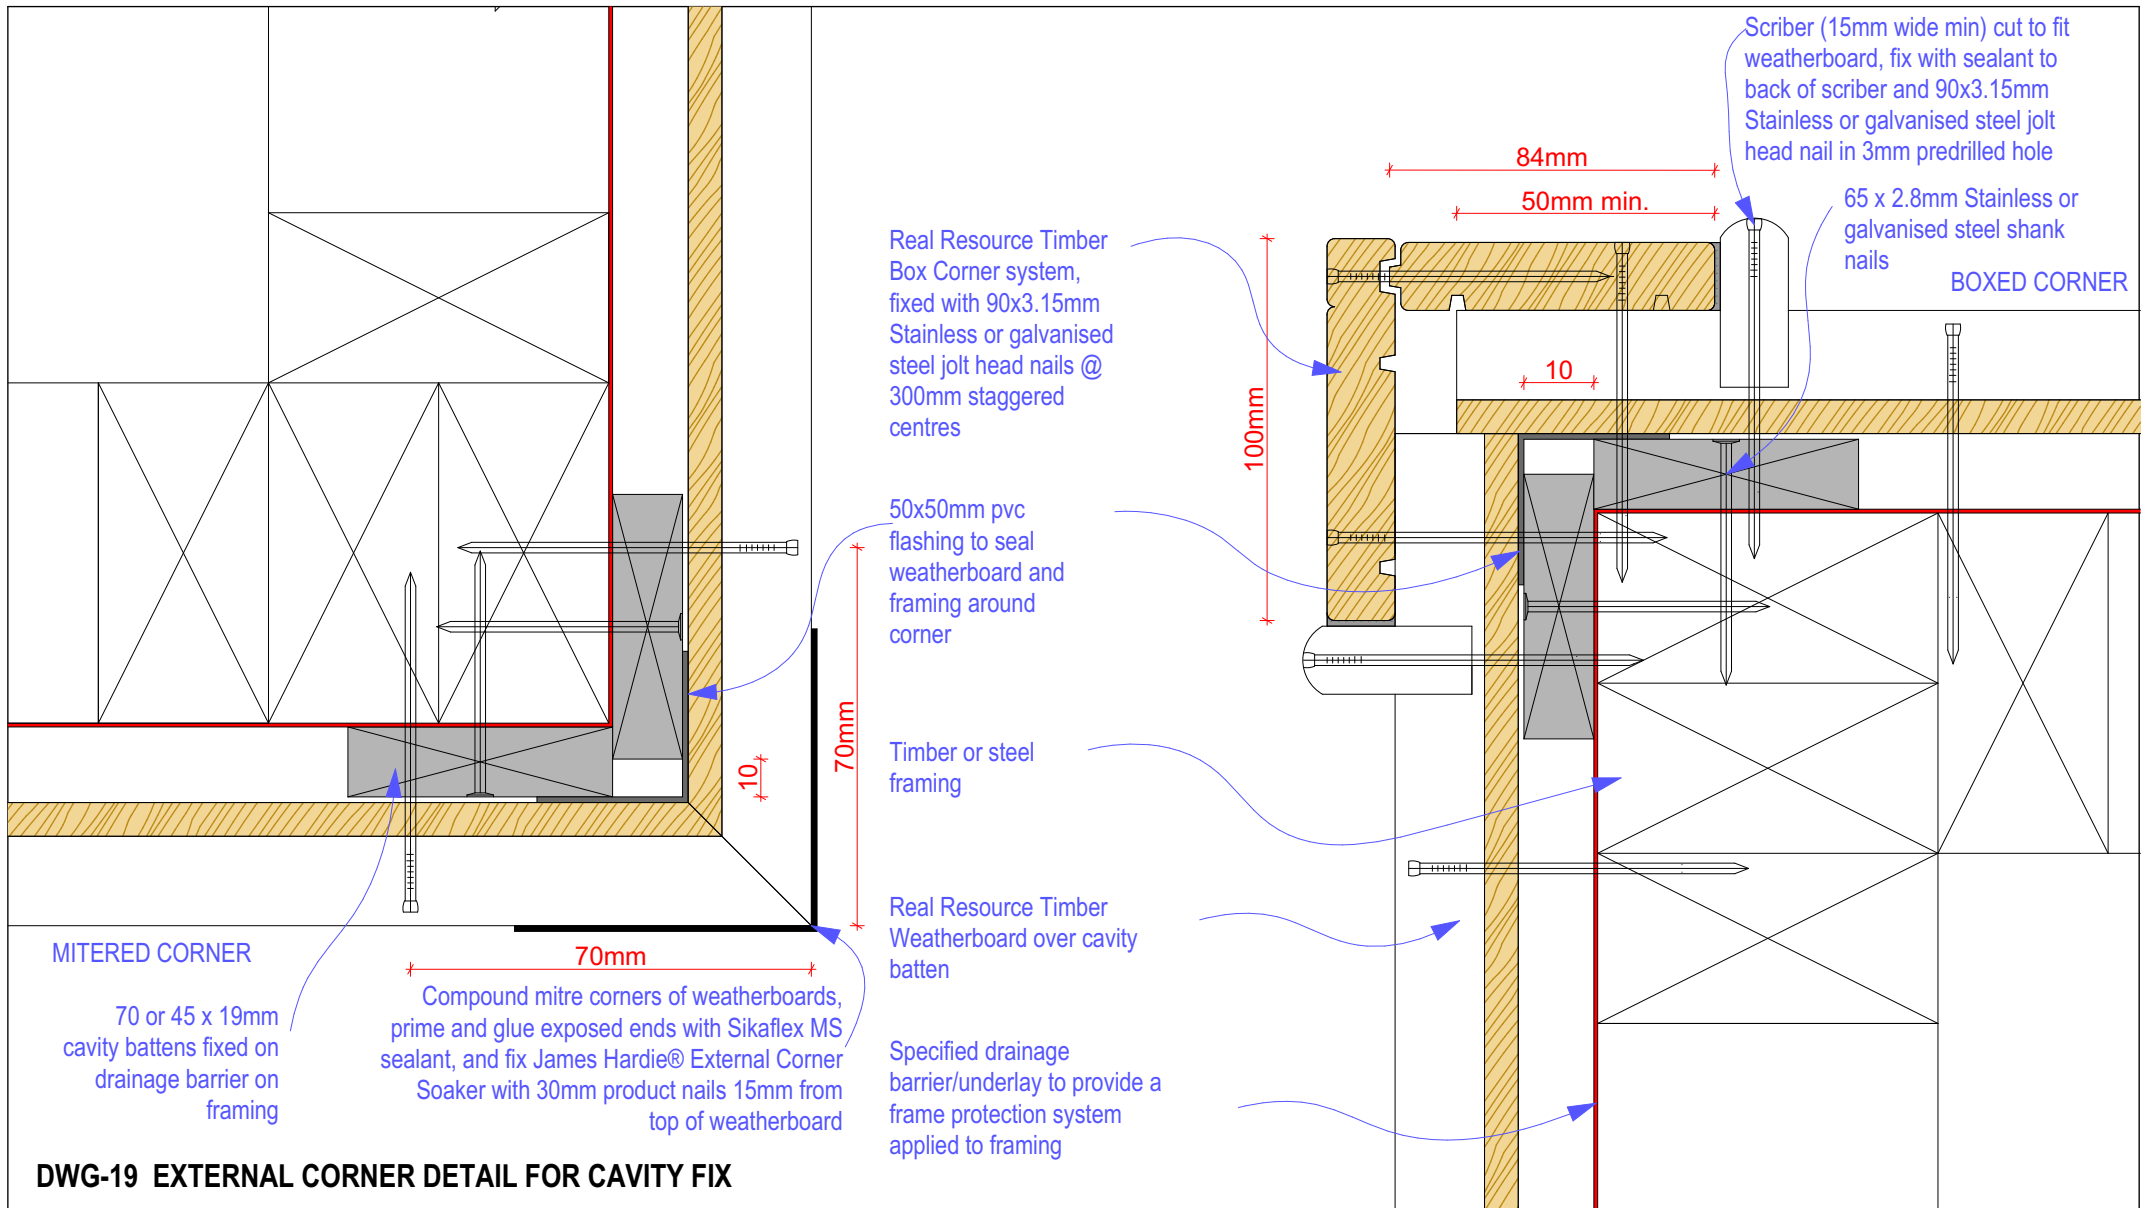 Scriber (15mm wide min) cut to fit
weatherboard, fix with sealant to
back of scriber and 90x3.15mm
Stainless or galvanised steel jolt
head nail in 3mm predrilled hole
84mm
50mm min.
65 x 2.8mm Stainless or
galvanised steel shank
nails
BOXED CORNER
Real Resource Timber
Box Corner system,
fixed with 90x3.15mm
Stainless or galvanised
steel jolt head nails @
300mm staggered
centres
100mm
10
50x50mm pvc
flashing to seal
weatherboard and
framing around
corner
70mm
10
Timber or steel
framing
Real Resource Timber
Weatherboard over cavity
batten
MITERED CORNER
70mm
70 or 45 x 19mm
cavity battens fixed on
drainage barrier on
framing
Compound mitre corners of weatherboards,
prime and glue exposed ends with Sikaflex MS
sealant, and fix James Hardie® External Corner
Soaker with 30mm product nails 15mm from
top of weatherboard
Specified drainage
barrier/underlay to provide a
frame protection system
applied to framing
DWG-19 EXTERNAL CORNER DETAIL FOR CAVITY FIX